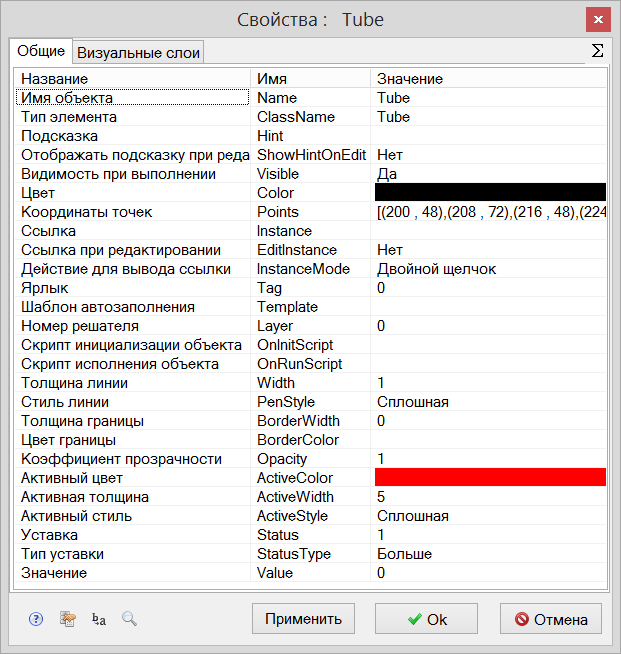 Свойства : Tube
Общие Визуальные слои Σ
Название Имя Значение
Имя объекта Name Tube
Тип элемента ClassName Tube
Подсказка Hint
Отображать подсказку при реда ShowHintOnEdit Нет
Видимость при выполнении Visible Да
Цвет Color
Координаты точек Points [(200 , 48),(208 , 72),(216 , 48),(224
Ссылка Instance
Ссылка при редактировании EditInstance Нет
Действие для вывода ссылки InstanceMode Двойной щелчок
Ярлык Tag 0
Шаблон автозаполнения Template
Номер решателя Layer 0
Скрипт инициализации объекта OnInitScript
Скрипт исполнения объекта OnRunScript
Толщина линии Width 1
Стиль линии PenStyle Сплошная
Толщина границы BorderWidth 0
Цвет границы BorderColor
Коэффициент прозрачности Opacity 1
Активный цвет ActiveColor
Активная толщина ActiveWidth 5
Активный стиль ActiveStyle Сплошная
Уставка Status 1
Тип уставки StatusType Больше
Значение Value 0
? ba Применить Ok Отмена